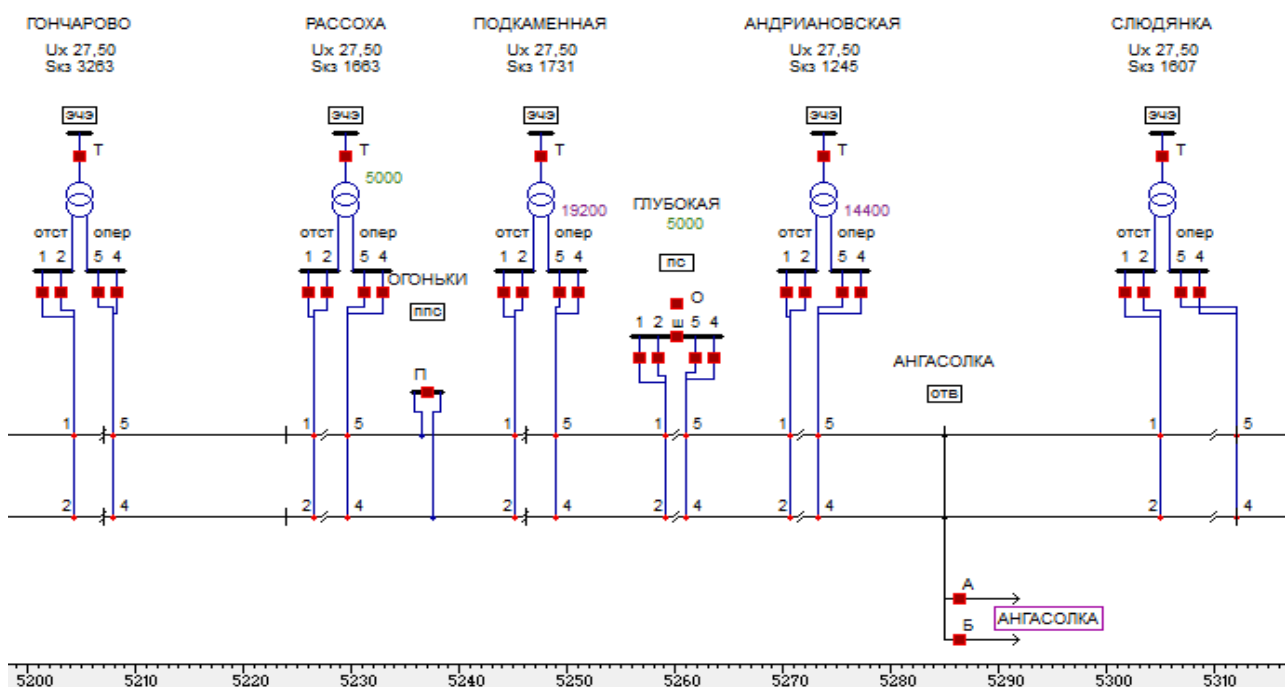 ГОНЧАРОВО РАССОХА ПОДКАМЕННАЯ АНДРИАНОВСКАЯ СЛЮДЯНКА
Uх 27,50 Uх 27,50 Uх 27,50 Uх 27,50 Uх 27,50
Sкз 3263 Sкз 1663 Sкз 1731 Sкз 1245 Sкз 1607
ЭЧЭ ЭЧЭ ЭЧЭ ЭЧЭ ЭЧЭ
Т Т Т Т Т
5000
19200 ГЛУБОКАЯ 14400
5000
отст опер отст опер отст опер отст опер отст опер
1 2 5 4 1 2 5 4 1 2 5 4 пс 1 2 5 4 1 2 5 4
ОГОНЬКИ
ппс О
1 2 ш 5 4
П АНГАСОЛКА
отв
1 5 1 5 1 5 1 5 1 5 1 5
2 4 2 4 2 4 2 4 2 4 2 4
А
АНГАСОЛКА
Б
5200 5210 5220 5230 5240 5250 5260 5270 5280 5290 5300 5310